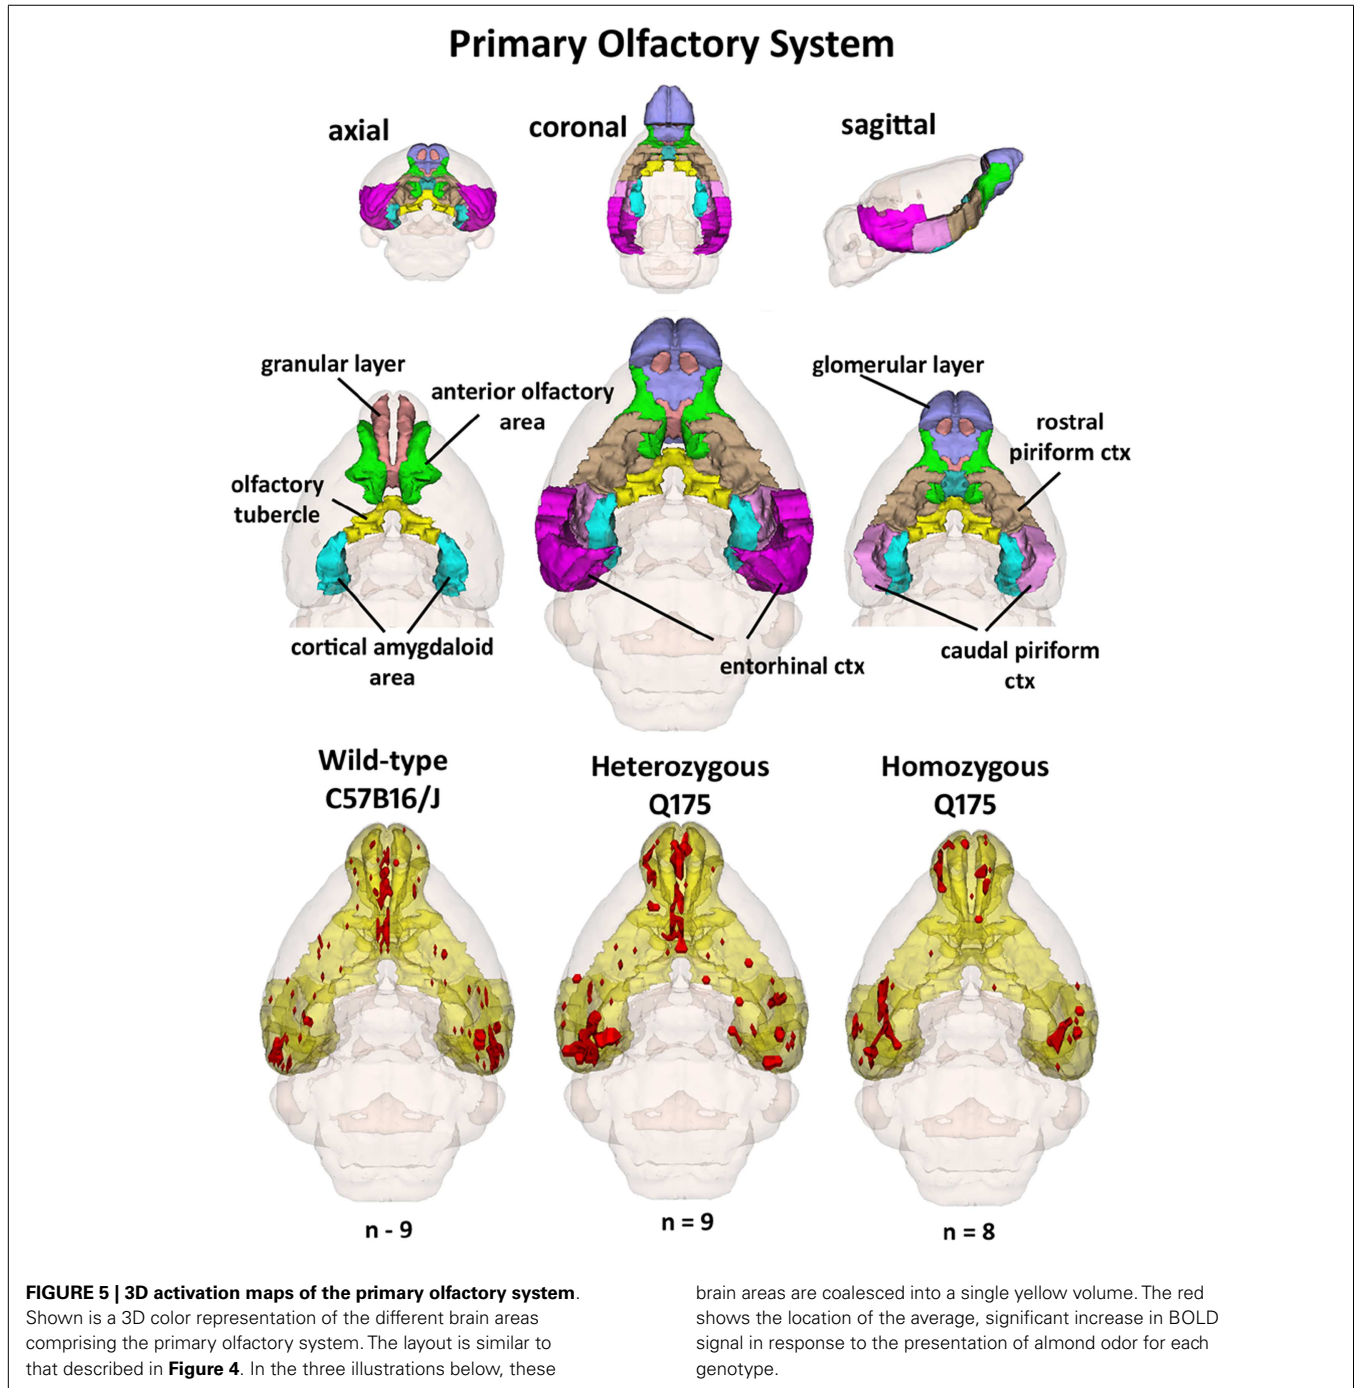 Primary Olfactory System
axial
coronal
sagittal
granular layer
anterior olfactory
area
olfactory
tubercle
cortical amygdaloid
area
entorhinal ctx
glomerular layer
rostral
piriform ctx
caudal piriform
ctx
Wild-type
C57B16/J
Heterozygous
Q175
Homozygous
Q175
n - 9
n = 9
n = 8
FIGURE 5 | 3D activation maps of the primary olfactory system.
Shown is a 3D color representation of the different brain areas
comprising the primary olfactory system. The layout is similar to
that described in Figure 4. In the three illustrations below, these
brain areas are coalesced into a single yellow volume. The red
shows the location of the average, significant increase in BOLD
signal in response to the presentation of almond odor for each
genotype.